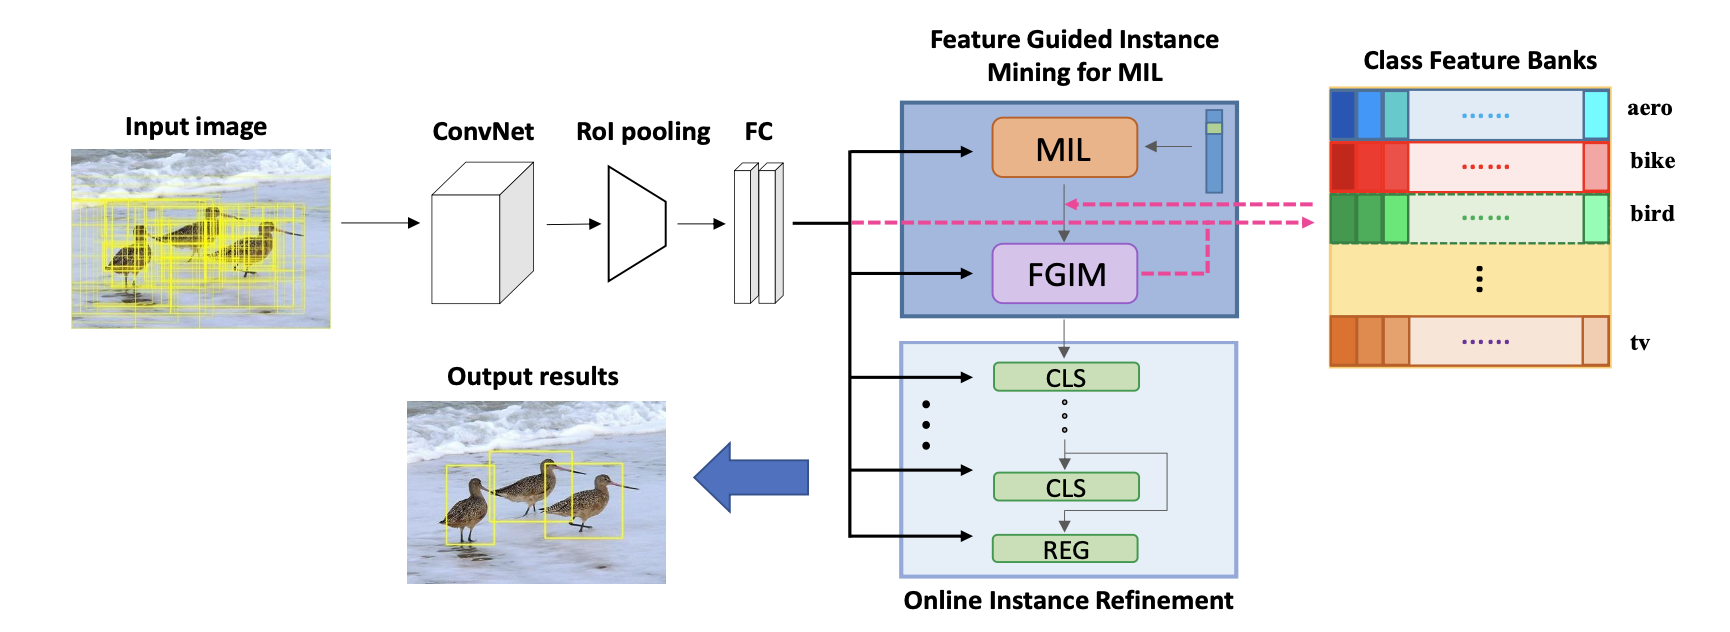 Feature Guided Instance
Mining for MIL
Class Feature Banks
Input image
ConvNet
RoI pooling
FC
MIL
FGIM
aero
bike
bird
tv
Output results
CLS
CLS
REG
Online Instance Refinement